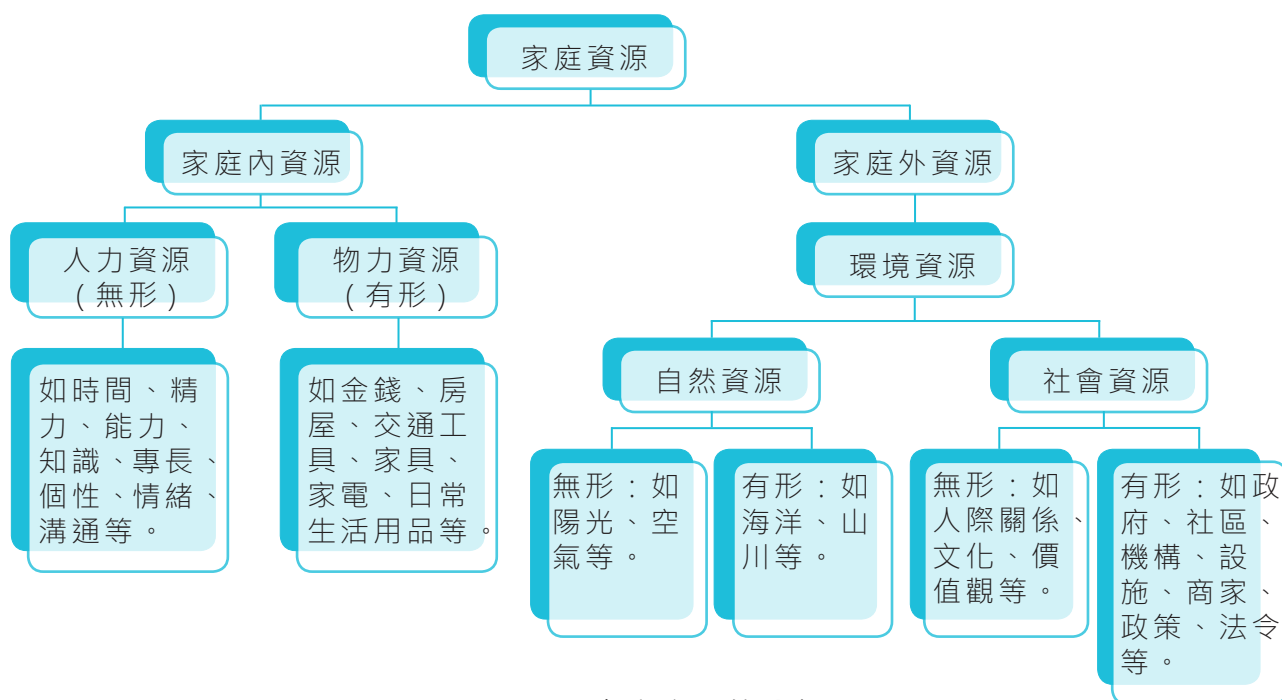 家庭資源
家庭內資源
家庭外資源
人力資源
(無形)
物力資源
(有形)
環境資源
如時間、精
力、能力、
知識、專長、
個性、情緒、
溝通等。
如金錢、房
屋、交通工
具、家具、
家電、日常
生活用品等。
自然資源
社會資源
無形：如
陽光、空
氣等。
有形：如
海洋、山
川等。
無形：如
人際關係、
文化、價
值觀等。
有形：如政
府、社區、
機構、設
施、商家、
政策、法令
等。